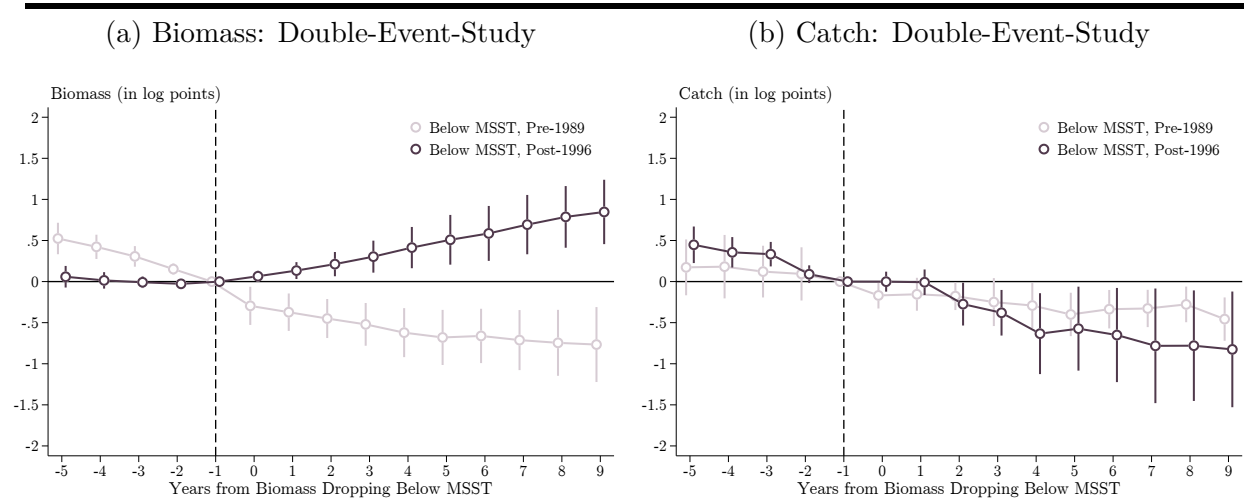 (a) Biomass: Double-Event-Study
Biomass (in log points)
Below MSST, Pre-1989
Below MSST, Post-1996
2
1.5
1
.5
0
-.5
-1
-1.5
-2
-5 -4 -3 -2 -1 0 1 2 3 4 5 6 7 8 9
Years from Biomass Dropping Below MSST
(b) Catch: Double-Event-Study
Catch (in log points)
Below MSST, Pre-1989
Below MSST, Post-1996
2
1.5
1
.5
0
-.5
-1
-1.5
-2
-5 -4 -3 -2 -1 0 1 2 3 4 5 6 7 8 9
Years from Biomass Dropping Below MSST